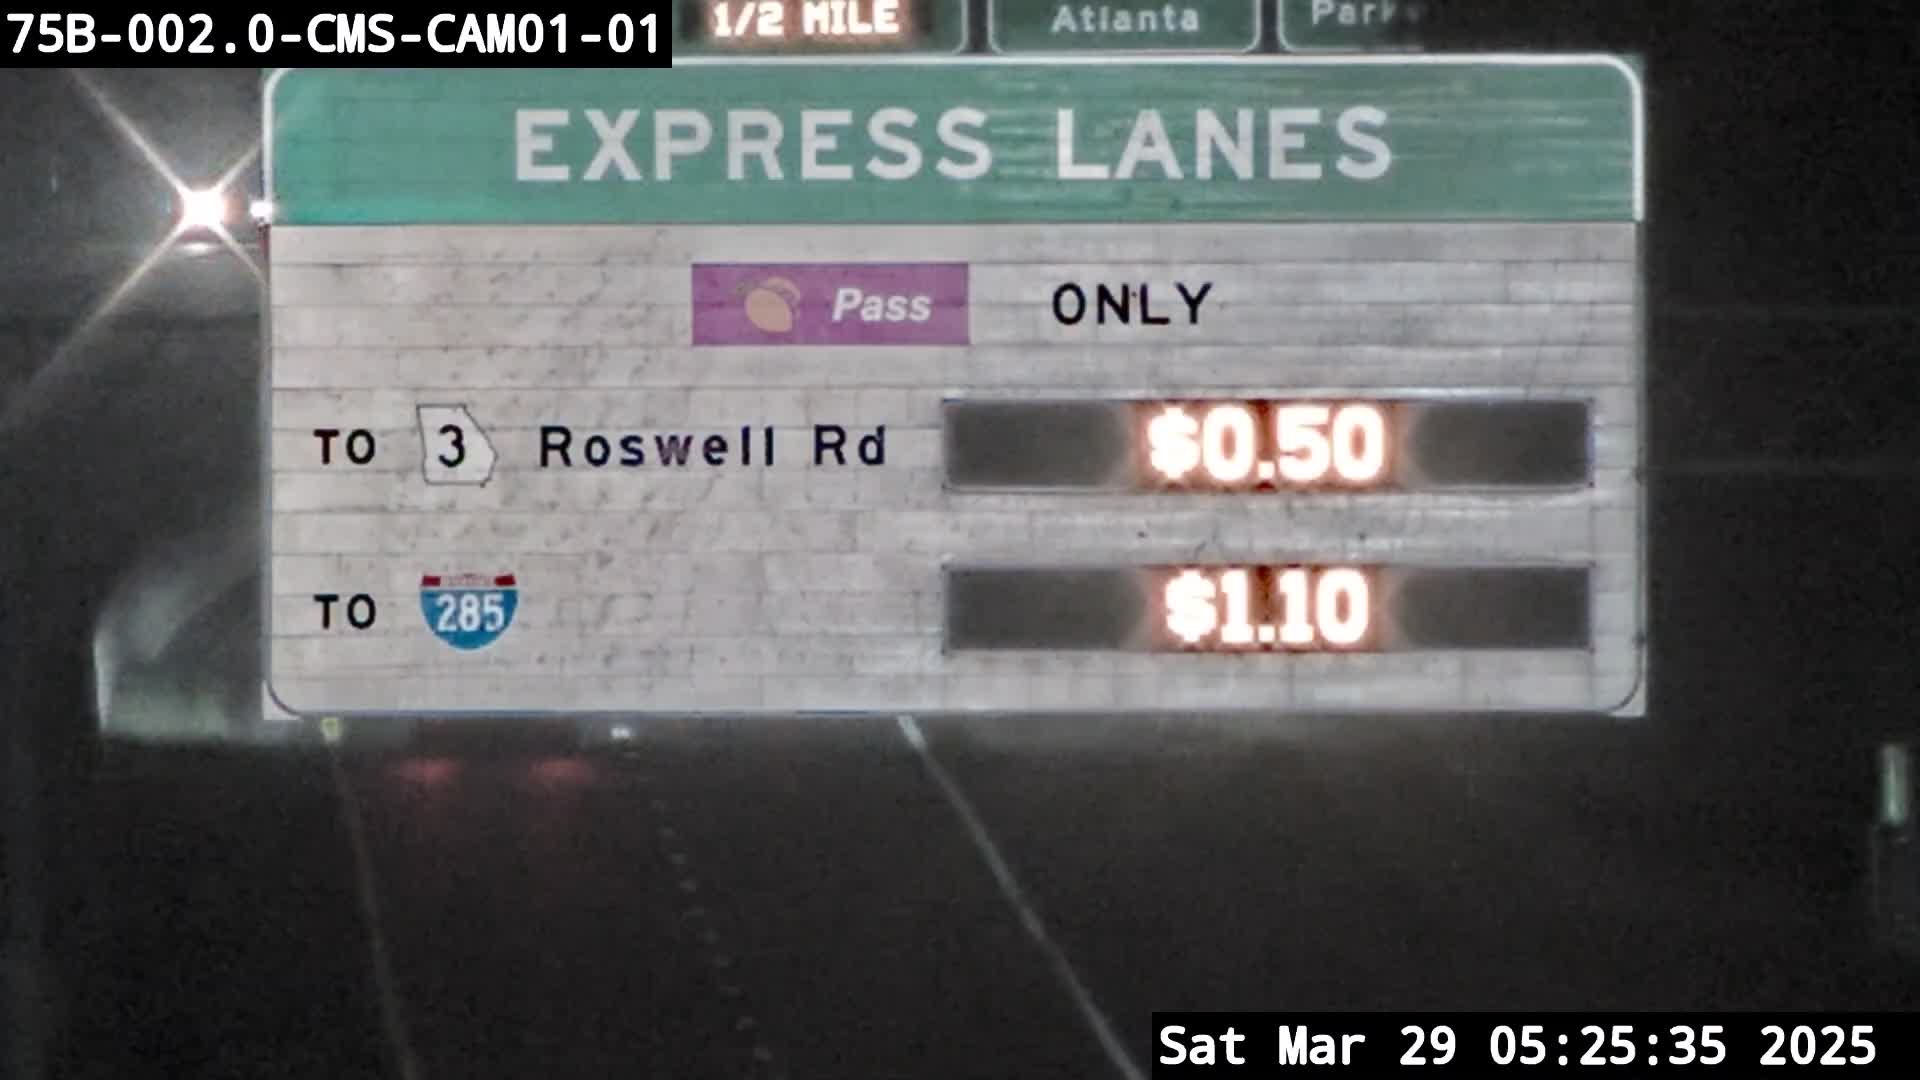 75B-002.0-CMS-CAM01-01
1/2 MILE
Atlanta
EXPRESS LANES
Pass ONLY
TO 3 Roswell Rd $0.50
TO 285 $1.10
Sat Mar 29 05:25:35 2025